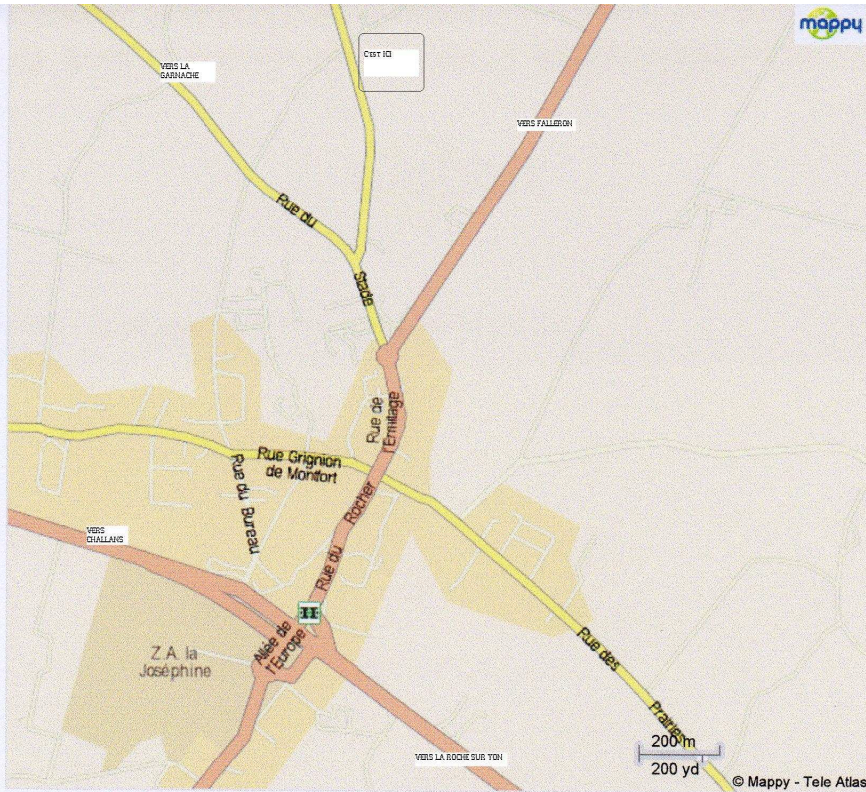 mappy
C'EST ICI
VERS LA
GARNACHE
VERS FALLERON
Rue du
Stade
Rue de
l'Ermitage
Rue Grignion
de Montfort
Rue du Bureau
Rue du Rocher
VERS
CHALLANS
Allée de
l'Europe
Z.A. la
Joséphine
Rue des Prairies
VERS LA ROCHE SUR YON
200 m
200 yd
© Mappy - Tele Atlas